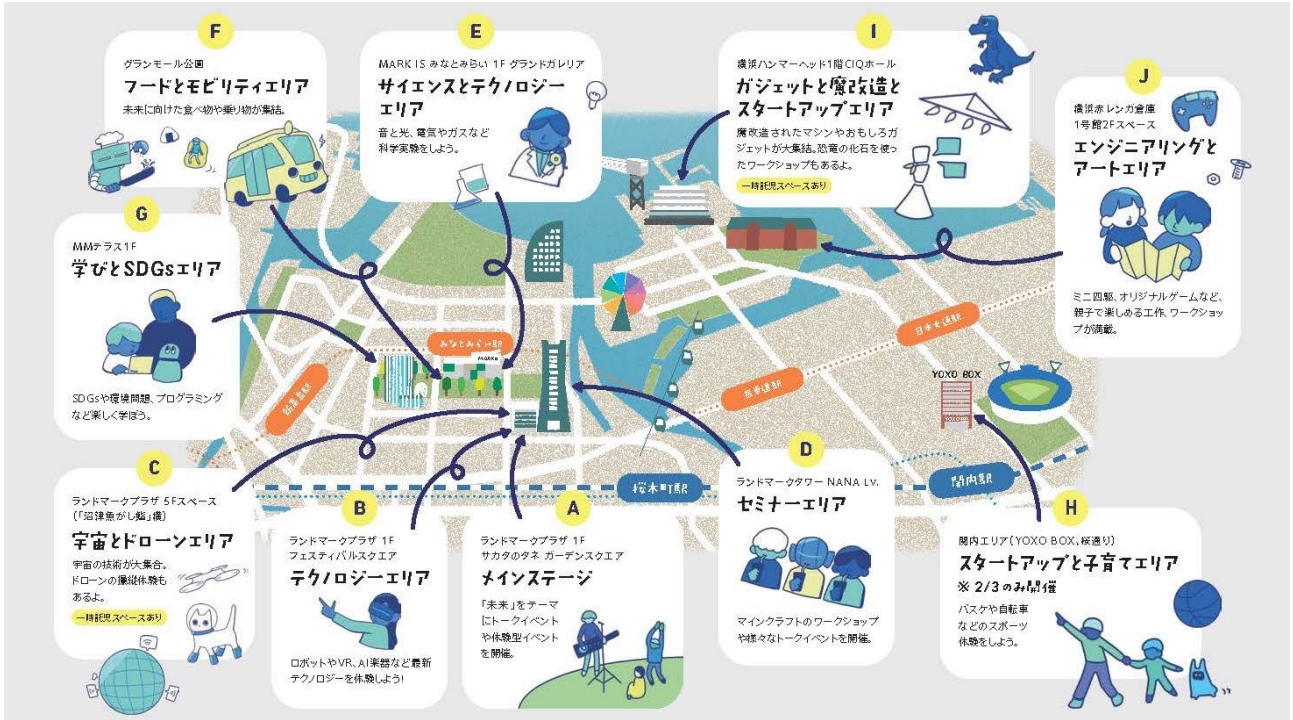 F
グランモール公園
フードとモビリティエリア
未来に向けた食べ物や乗り物が集結。
E
MARK IS みなとみらい 1F グランドガレリア
サイエンスとテクノロジー
エリア
音と光、電気やガスなど
科学実験をしよう。
I
横浜ハンマーヘッド1階CIQホール
ガジェットと魔改造と
スタートアップエリア
魔改造されたマシンやおもしろガ
ジェットが大集結。恐竜の化石を使っ
たワークショップもあるよ。
一時託児スペースあり
J
横浜赤レンガ倉庫
1号館2Fスペース
エンジニアリングと
アートエリア
ミニ四駆、オリジナルゲームなど、
親子で楽しめる工作、ワークショッ
プが満載。
G
MMテラス1F
学びとSDGsエリア
SDGsや環境問題、プログラミング
など楽しく学ぼう。
みなとみらい駅
MARKIS
新高島駅
日本大通駅
馬車道駅
YOXO BOX
桜木町駅
関内駅
C
ランドマークプラザ 5Fスペース
(「沼津魚がし鮨」横)
宇宙とドローンエリア
宇宙の技術が大集合。
ドローンの操縦体験も
あるよ。
一時託児スペースあり
B
ランドマークプラザ 1F
フェスティバルスクエア
テクノロジーエリア
ロボットやVR、AI楽器など最新
テクノロジーを体験しよう!
A
ランドマークプラザ 1F
サカタのタネ ガーデンスクエア
メインステージ
「未来」をテーマ
にトークイベント
や体験型イベント
を開催。
D
ランドマークタワー NANA Lv.
セミナーエリア
マインクラフトのワークショップ
や様々なトークイベントを開催。
H
関内エリア(YOXO BOX、桜通り)
スタートアップと子育てエリア
※ 2/3のみ開催
バスケや自転車
などのスポーツ
体験をしよう。